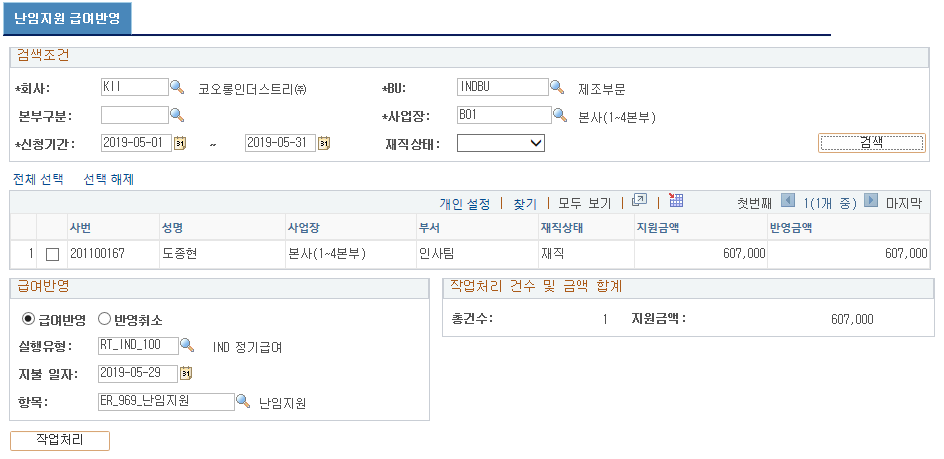 난임지원 급여반영
검색조건
*회사: KII 코오롱인더스트리㈜ *BU: INDBU 제조부문
본부구분: *사업장: B01 본사(1~4본부)
*신청기간: 2019-05-01 31 ~ 2019-05-31 31 재직상태: 검색
전체 선택 선택 해제
개인 설정 | 찾기 | 모두 보기 | | 첫번째 1(1개 중) 마지막
사번 성명 사업장 부서 재직상태 지원금액 반영금액
1 201100167 도종현 본사(1~4본부) 인사팀 재직 607,000 607,000
급여반영 작업처리 건수 및 금액 합계
급여반영 반영취소 총건수: 1 지원금액: 607,000
실행유형: RT_IND_100 IND 정기급여
지불 일자: 2019-05-29 31
항목: ER_969_난임지원 난임지원
작업처리